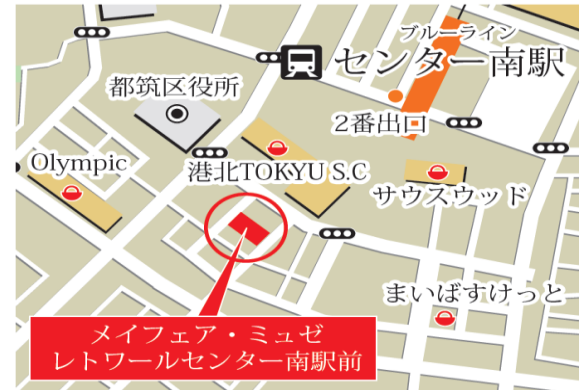 ブルーライン
センター南駅
都筑区役所
2番出口
Olympic
港北TOKYU S.C
サウスウッド
まいばすけっと
メイフェア・ミュゼ
レトワールセンター南駅前